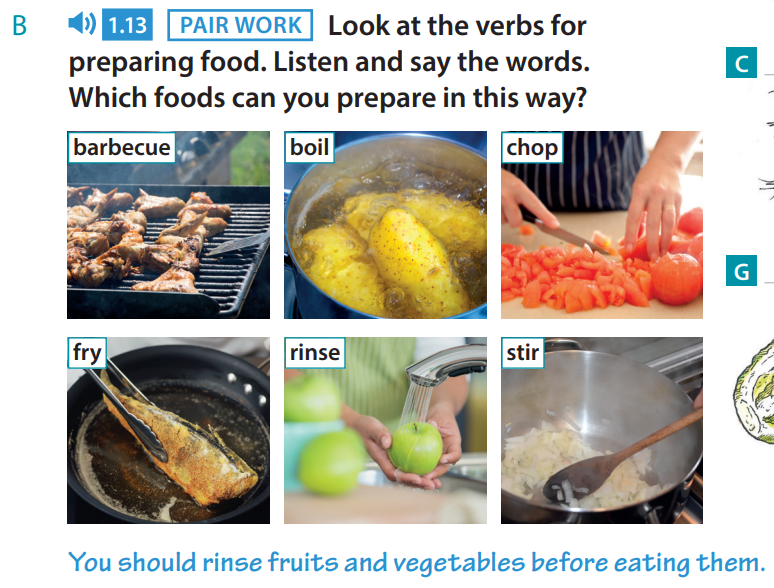 B 1.13 PAIR WORK Look at the verbs for
preparing food. Listen and say the words.
Which foods can you prepare in this way?
C
barbecue
boil
chop
G
fry
rinse
stir
You should rinse fruits and vegetables before eating them.